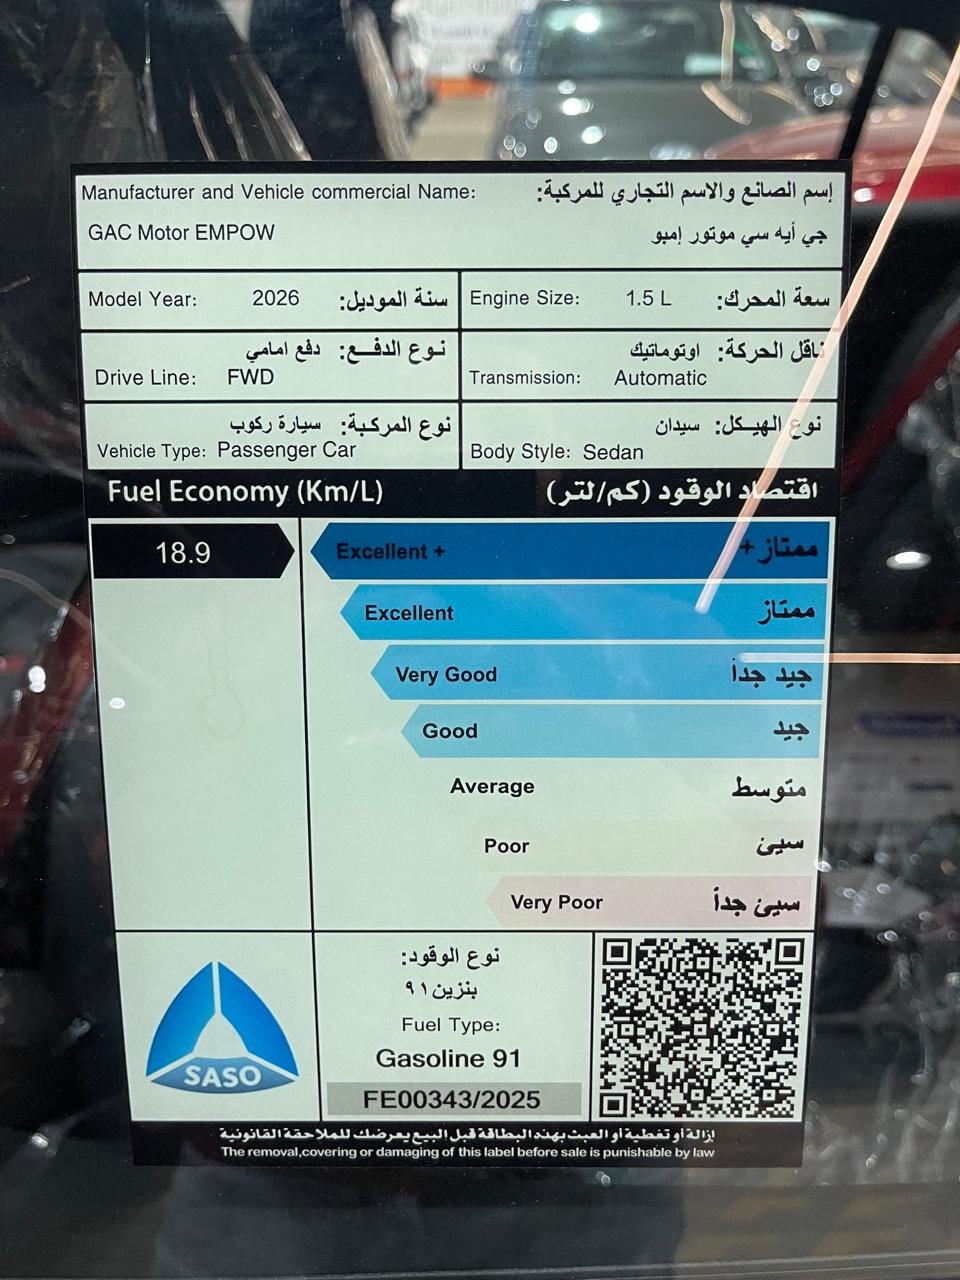 Manufacturer and Vehicle commercial Name: إسم الصانع والاسم التجاري للمركبة:
GAC Motor EMPOW جي أيه سي موتور إمبو
Model Year: 2026 سنة الموديل: Engine Size: 1.5 L سعة المحرك:
نوع الدفع: دفع امامي ناقل الحركة: اوتوماتيك
Drive Line: FWD Transmission: Automatic
نوع المركبة: سيارة ركوب نوع الهيكل: سيدان
Vehicle Type: Passenger Car Body Style: Sedan
Fuel Economy (Km/L) اقتصاد الوقود (كم/لتر)
18.9 Excellent + ممتاز +
Excellent ممتاز
Very Good جيد جداً
Good جيد
Average متوسط
Poor سيئ
Very Poor سيئ جداً
نوع الوقود:
بنزين ٩١
Fuel Type:
Gasoline 91
SASO
FE00343/2025
إزالة أو تغطية أو العبث بهذه البطاقة قبل البيع يعرضك للملاحقة القانونية
The removal,covering or damaging of this label before sale is punishable by law